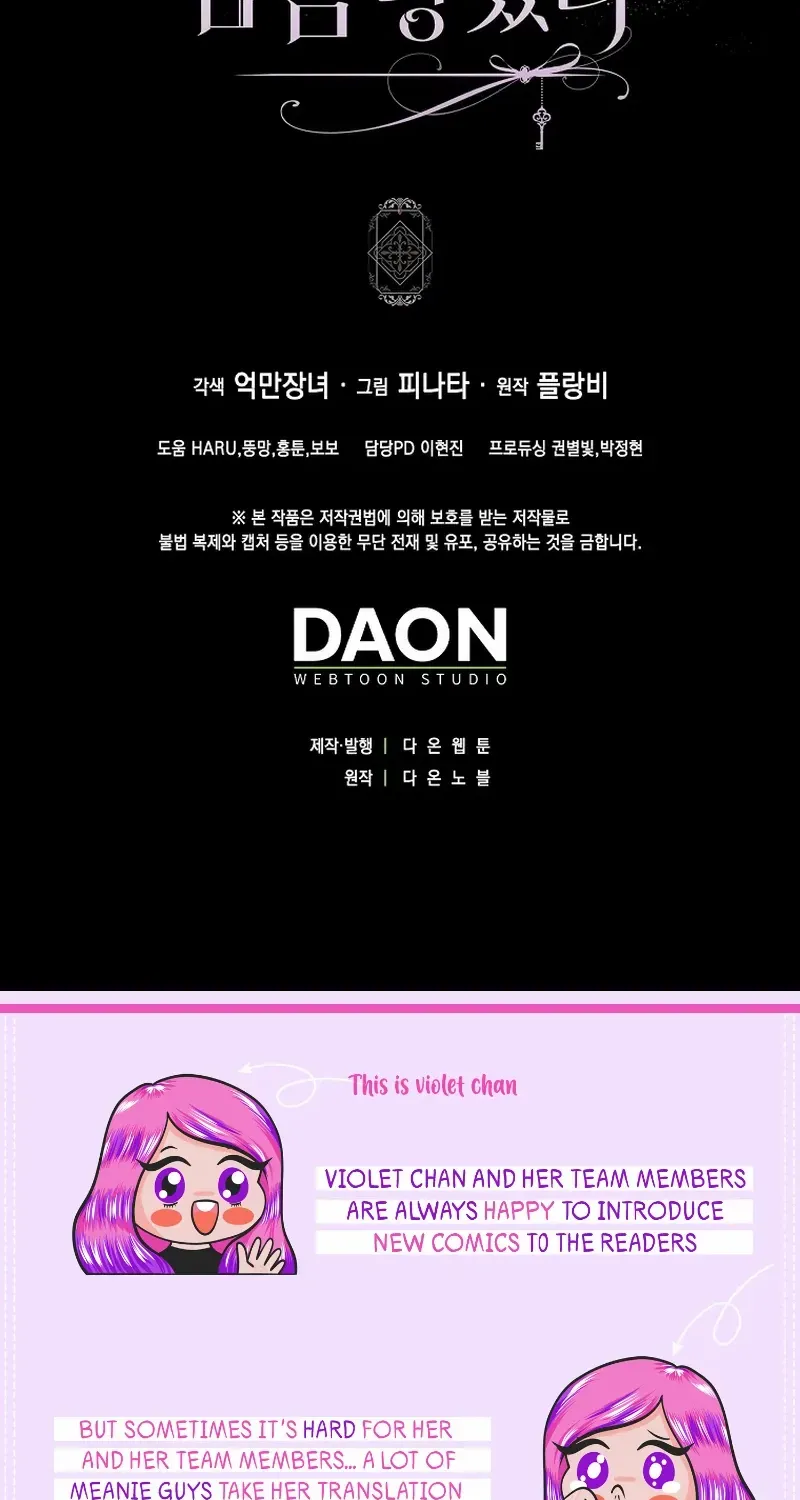 각색 억만장녀 · 그림 피나타 · 원작 플랑비
도움 HARU,뚱망,홍툰,보보 담당PD 이현진 프로듀싱 권별빛,박정현
※ 본 작품은 저작권법에 의해 보호를 받는 저작물로
불법 복제와 캡처 등을 이용한 무단 전재 및 유포, 공유하는 것을 금합니다.
DAON
WEBTOON STUDIO
제작·발행 | 다 온 웹 툰
원작 | 다 온 노 블
This is violet chan
VIOLET CHAN AND HER TEAM MEMBERS
ARE ALWAYS HAPPY TO INTRODUCE
NEW COMICS TO THE READERS
BUT SOMETIMES IT'S HARD FOR HER
AND HER TEAM MEMBERS... A LOT OF
MEANIE GUYS TAKE HER TRANSLATION